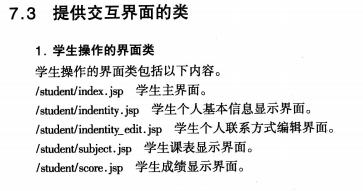 7.3 提供交互界面的类
1. 学生操作的界面类
学生操作的界面类包括以下内容。
/student/index.jsp 学生主界面。
/student/indentity.jsp 学生个人基本信息显示界面。
/student/indentity_edit.jsp 学生个人联系方式编辑界面。
/student/subject.jsp 学生课表显示界面。
/student/score.jsp 学生成绩显示界面。